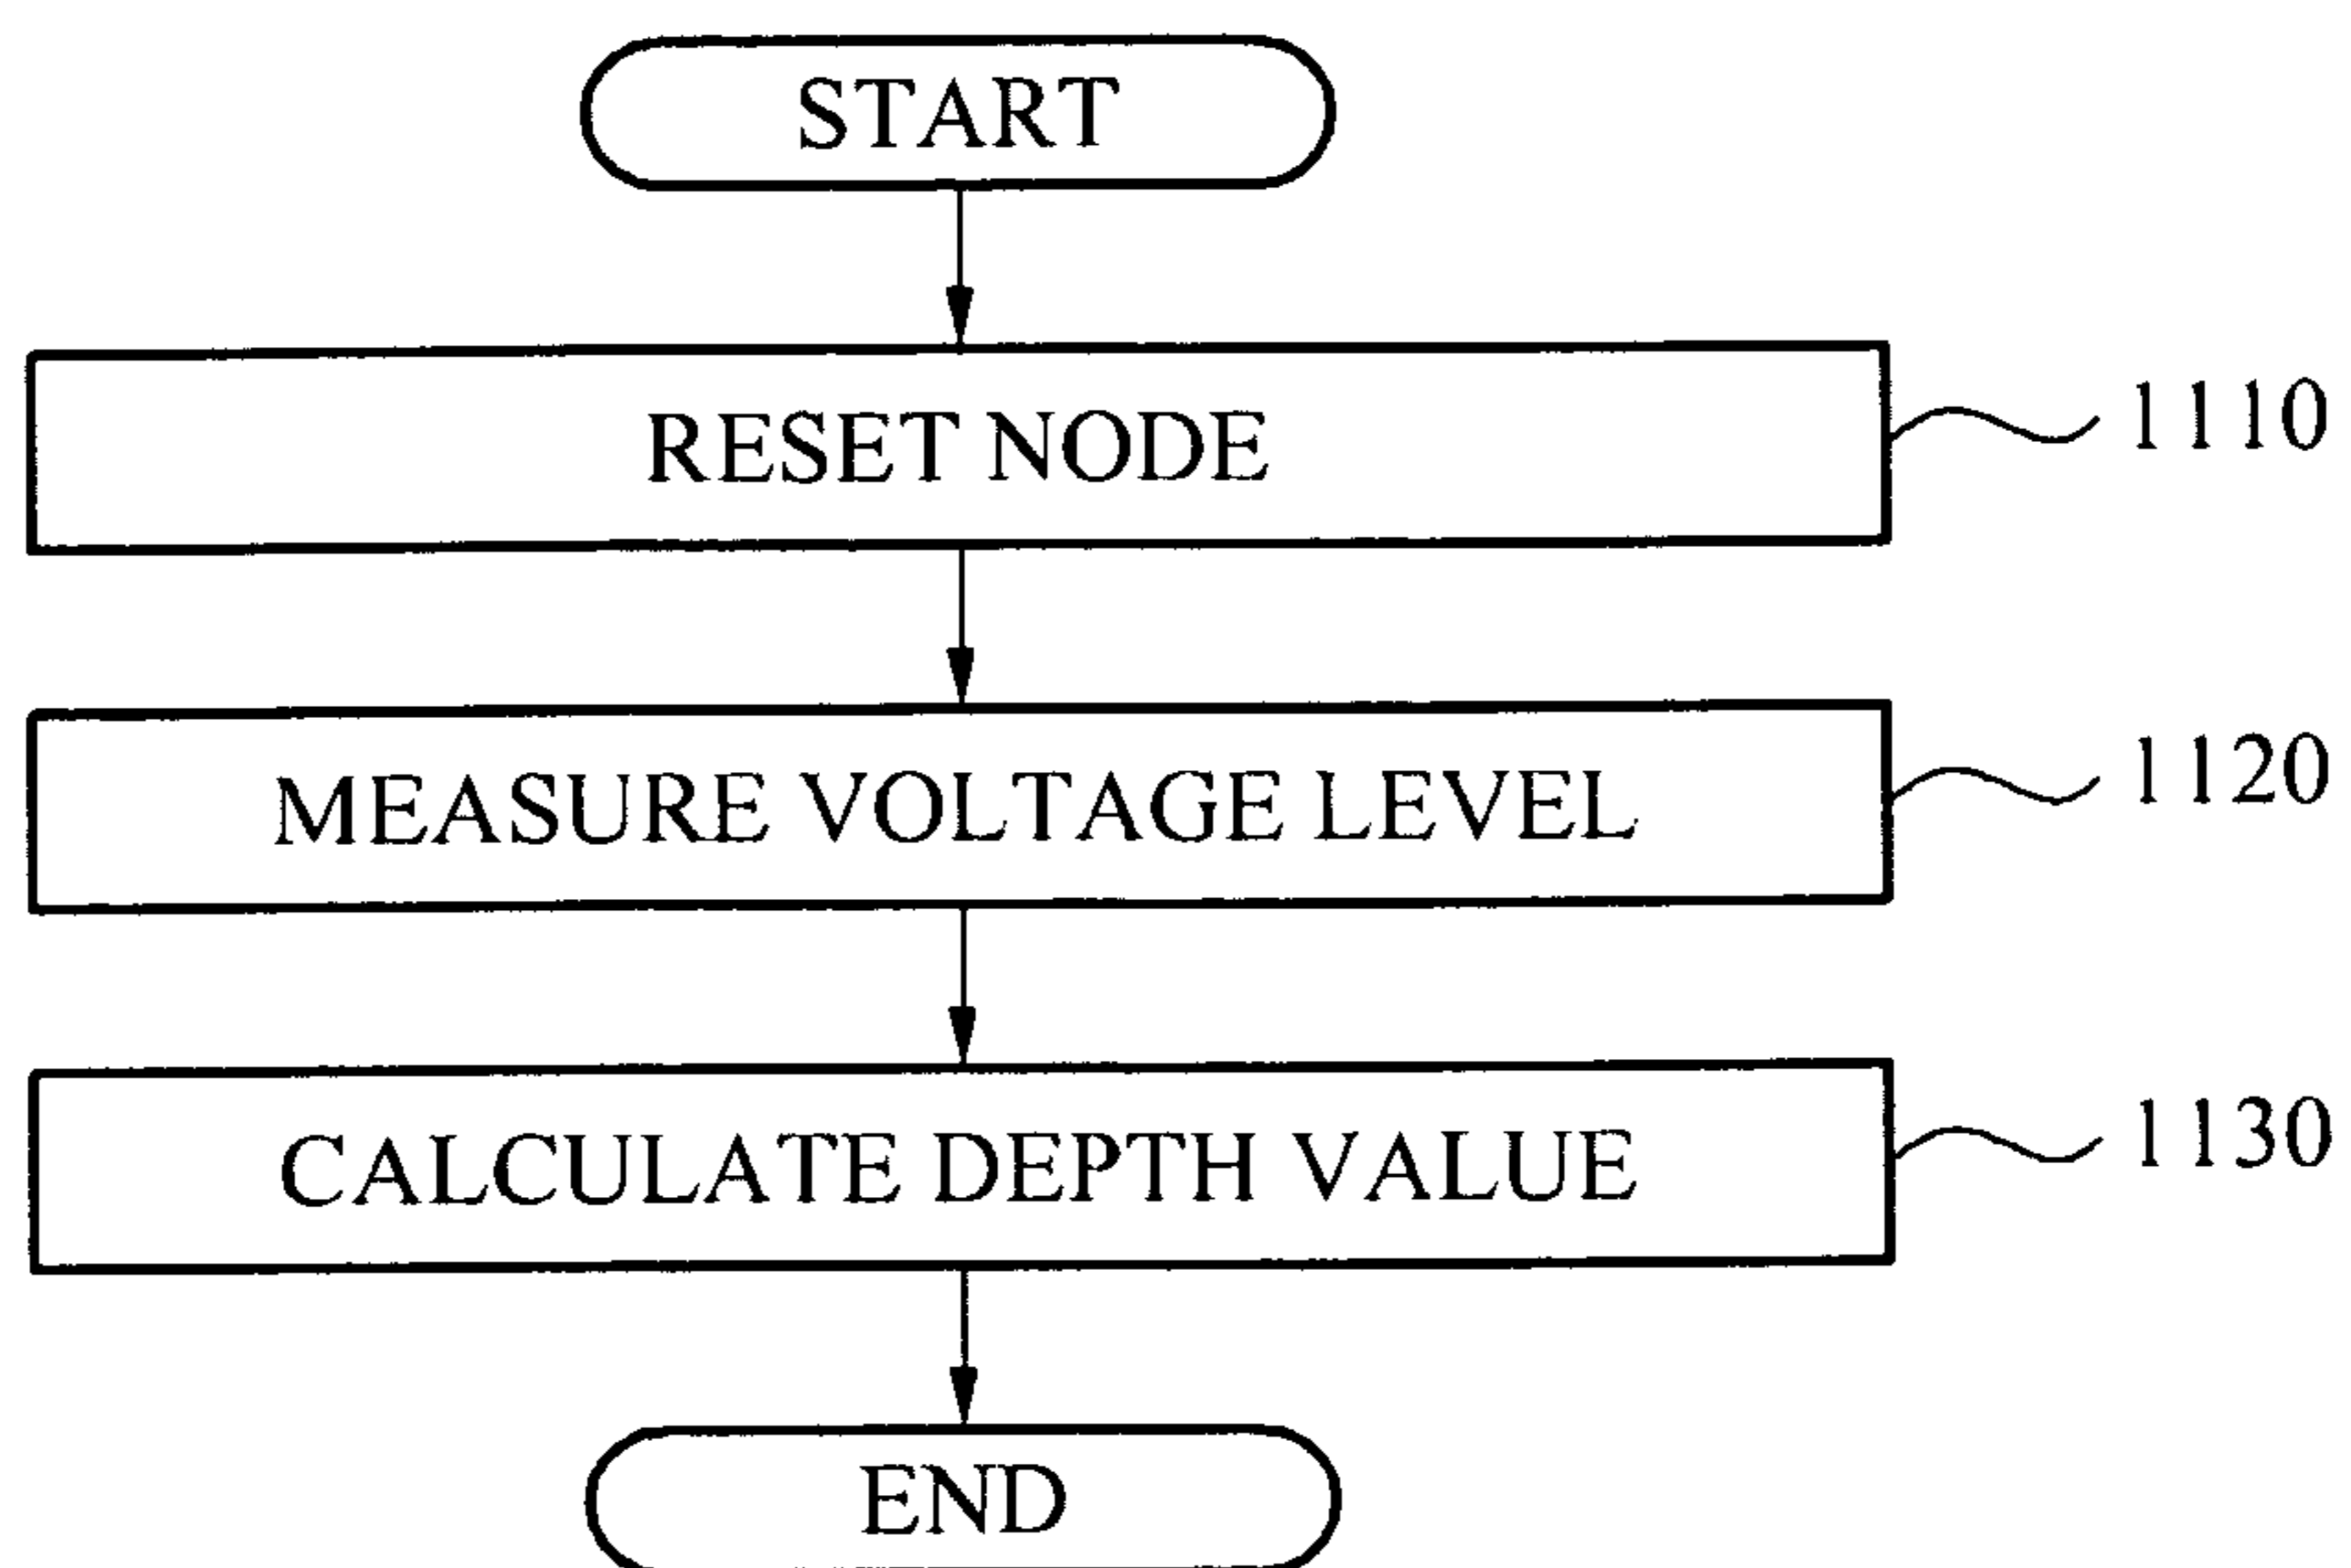 START
RESET NODE
1110
MEASURE VOLTAGE LEVEL
1120
CALCULATE DEPTH VALUE
1130
END